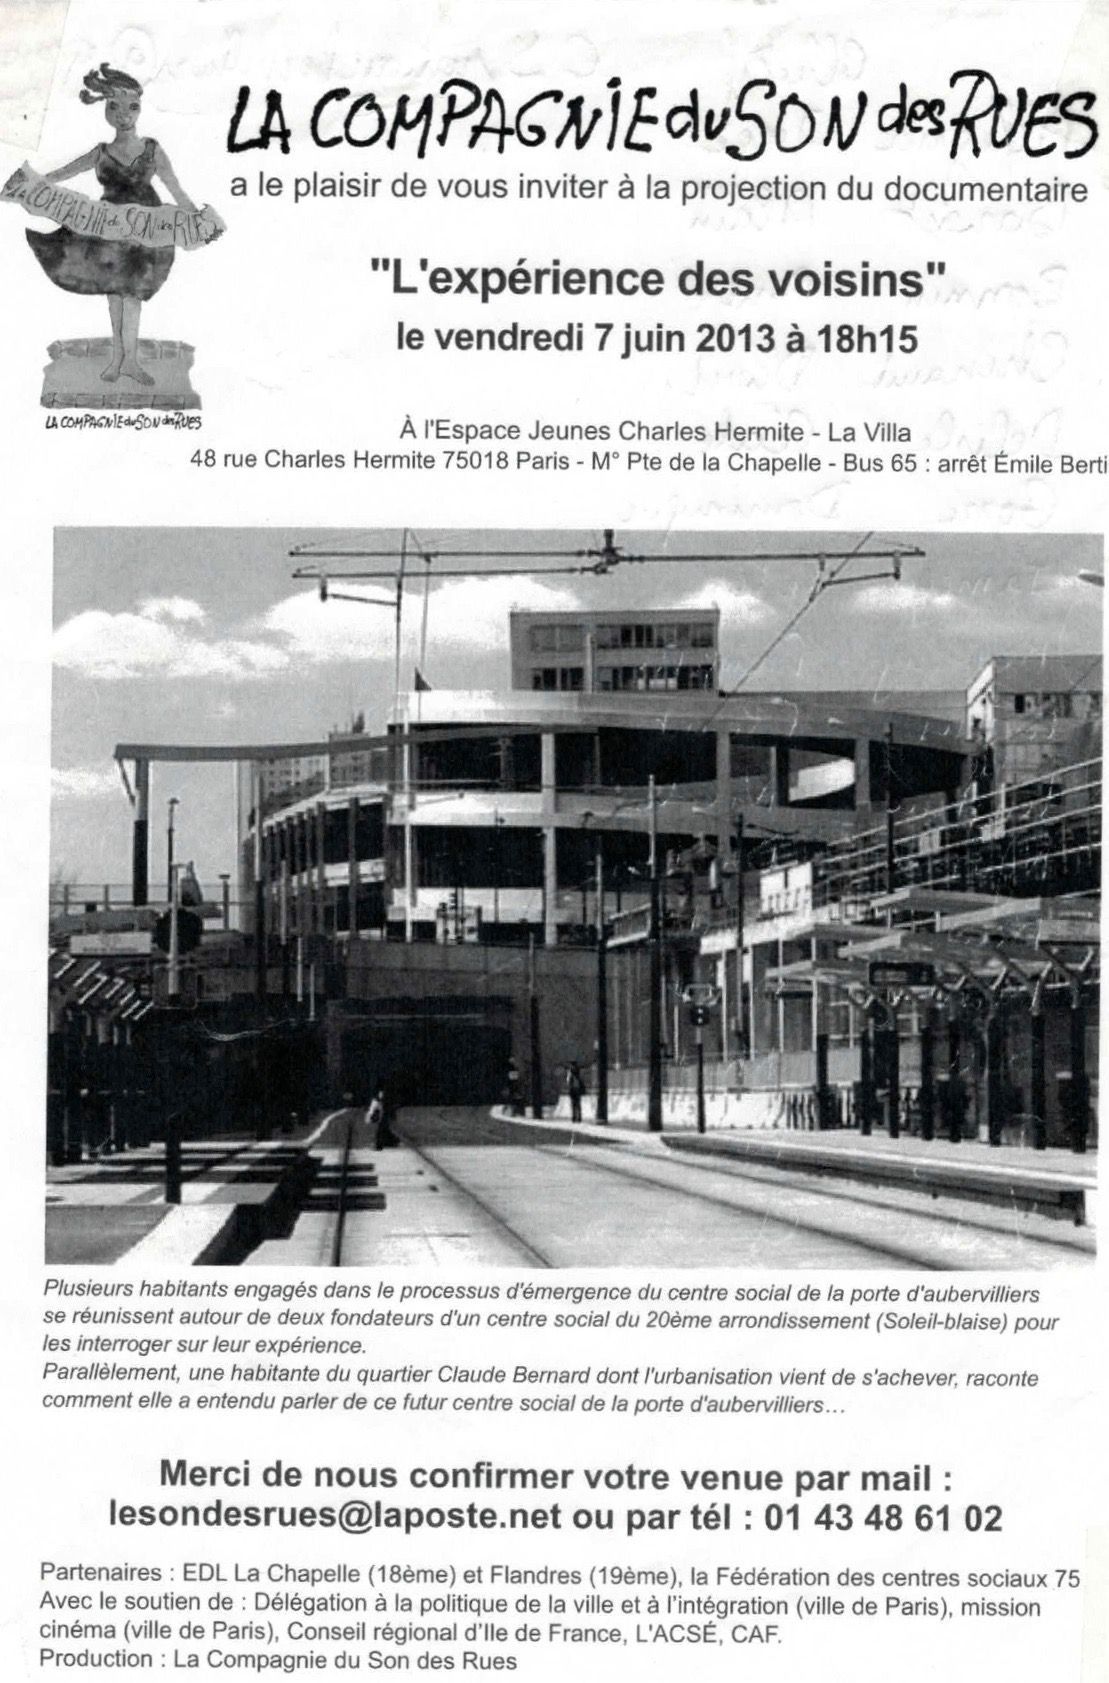 LA COMPAGNIE du SON des RUES
a le plaisir de vous inviter à la projection du documentaire
LA COMPAGNIE du SON des RUES
"L'expérience des voisins"
le vendredi 7 juin 2013 à 18h15
LA COMPAGNIE du SON des RUES
À l'Espace Jeunes Charles Hermite - La Villa
48 rue Charles Hermite 75018 Paris - M° Pte de la Chapelle - Bus 65 : arrêt Émile Berti
Plusieurs habitants engagés dans le processus d'émergence du centre social de la porte d'aubervilliers
se réunissent autour de deux fondateurs d'un centre social du 20ème arrondissement (Soleil-blaise) pour
les interroger sur leur expérience.
Parallèlement, une habitante du quartier Claude Bernard dont l'urbanisation vient de s'achever, raconte
comment elle a entendu parler de ce futur centre social de la porte d'aubervilliers...
Merci de nous confirmer votre venue par mail :
lesondesrues@laposte.net ou par tél : 01 43 48 61 02
Partenaires : EDL La Chapelle (18ème) et Flandres (19ème), la Fédération des centres sociaux 75
Avec le soutien de : Délégation à la politique de la ville et à l'intégration (ville de Paris), mission
cinéma (ville de Paris), Conseil régional d'Ile de France, L'ACSÉ, CAF.
Production : La Compagnie du Son des Rues